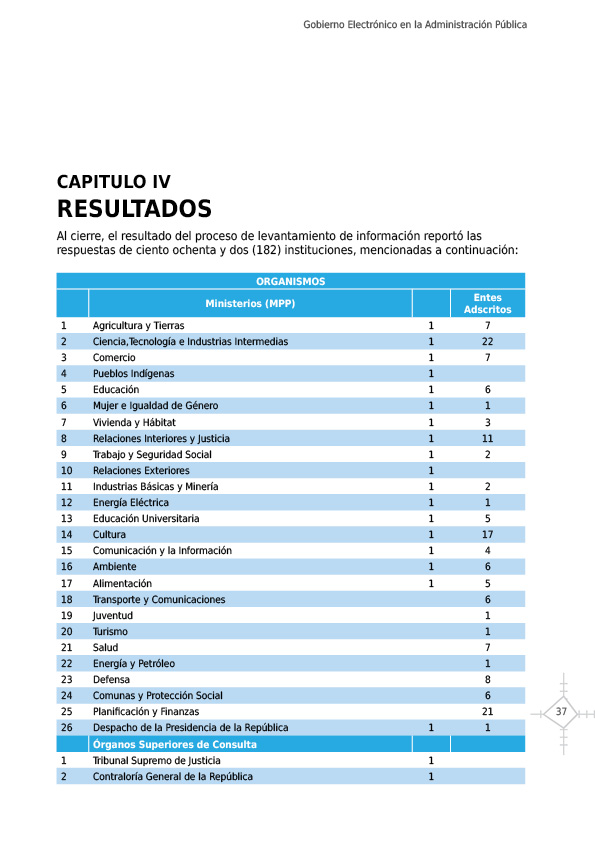 Gobierno Electrónico en la Administración Pública
CAPITULO IV
RESULTADOS
Al cierre, el resultado del proceso de levantamiento de información reportó las
respuestas de ciento ochenta y dos (182) instituciones, mencionadas a continuación:
ORGANISMOS
Ministerios (MPP) Entes Adscritos
1 Agricultura y Tierras 1 7
2 Ciencia,Tecnología e Industrias Intermedias 1 22
3 Comercio 1 7
4 Pueblos Indígenas 1
5 Educación 1 6
6 Mujer e Igualdad de Género 1 1
7 Vivienda y Hábitat 1 3
8 Relaciones Interiores y Justicia 1 11
9 Trabajo y Seguridad Social 1 2
10 Relaciones Exteriores 1
11 Industrias Básicas y Minería 1 2
12 Energía Eléctrica 1 1
13 Educación Universitaria 1 5
14 Cultura 1 17
15 Comunicación y la Información 1 4
16 Ambiente 1 6
17 Alimentación 1 5
18 Transporte y Comunicaciones 6
19 Juventud 1
20 Turismo 1
21 Salud 7
22 Energía y Petróleo 1
23 Defensa 8
24 Comunas y Protección Social 6
25 Planificación y Finanzas 21
26 Despacho de la Presidencia de la República 1 1
Órganos Superiores de Consulta
1 Tribunal Supremo de Justicia 1
2 Contraloría General de la República 1
37